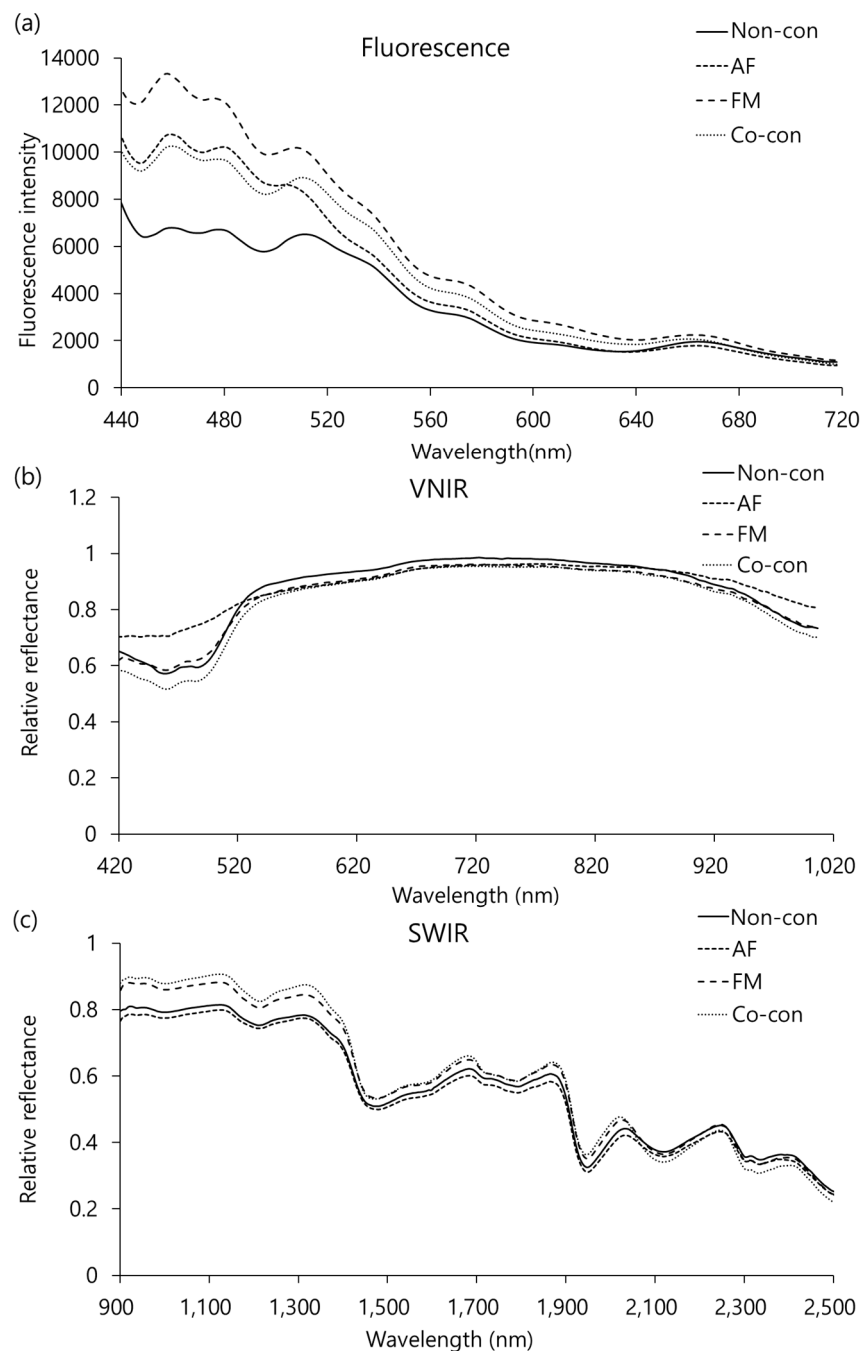 (a)
Fluorescence
Non-con
AF
FM
Co-con
Fluorescence intensity
14000
12000
10000
8000
6000
4000
2000
0
440 480 520 560 600 640 680 720
Wavelength(nm)
(b)
VNIR
Non-con
AF
FM
Co-con
Relative reflectance
1.2
1
0.8
0.6
0.4
0.2
0
420 520 620 720 820 920 1,020
Wavelength (nm)
(c)
SWIR
Non-con
AF
FM
Co-con
Relative reflectance
1
0.8
0.6
0.4
0.2
0
900 1,100 1,300 1,500 1,700 1,900 2,100 2,300 2,500
Wavelength (nm)